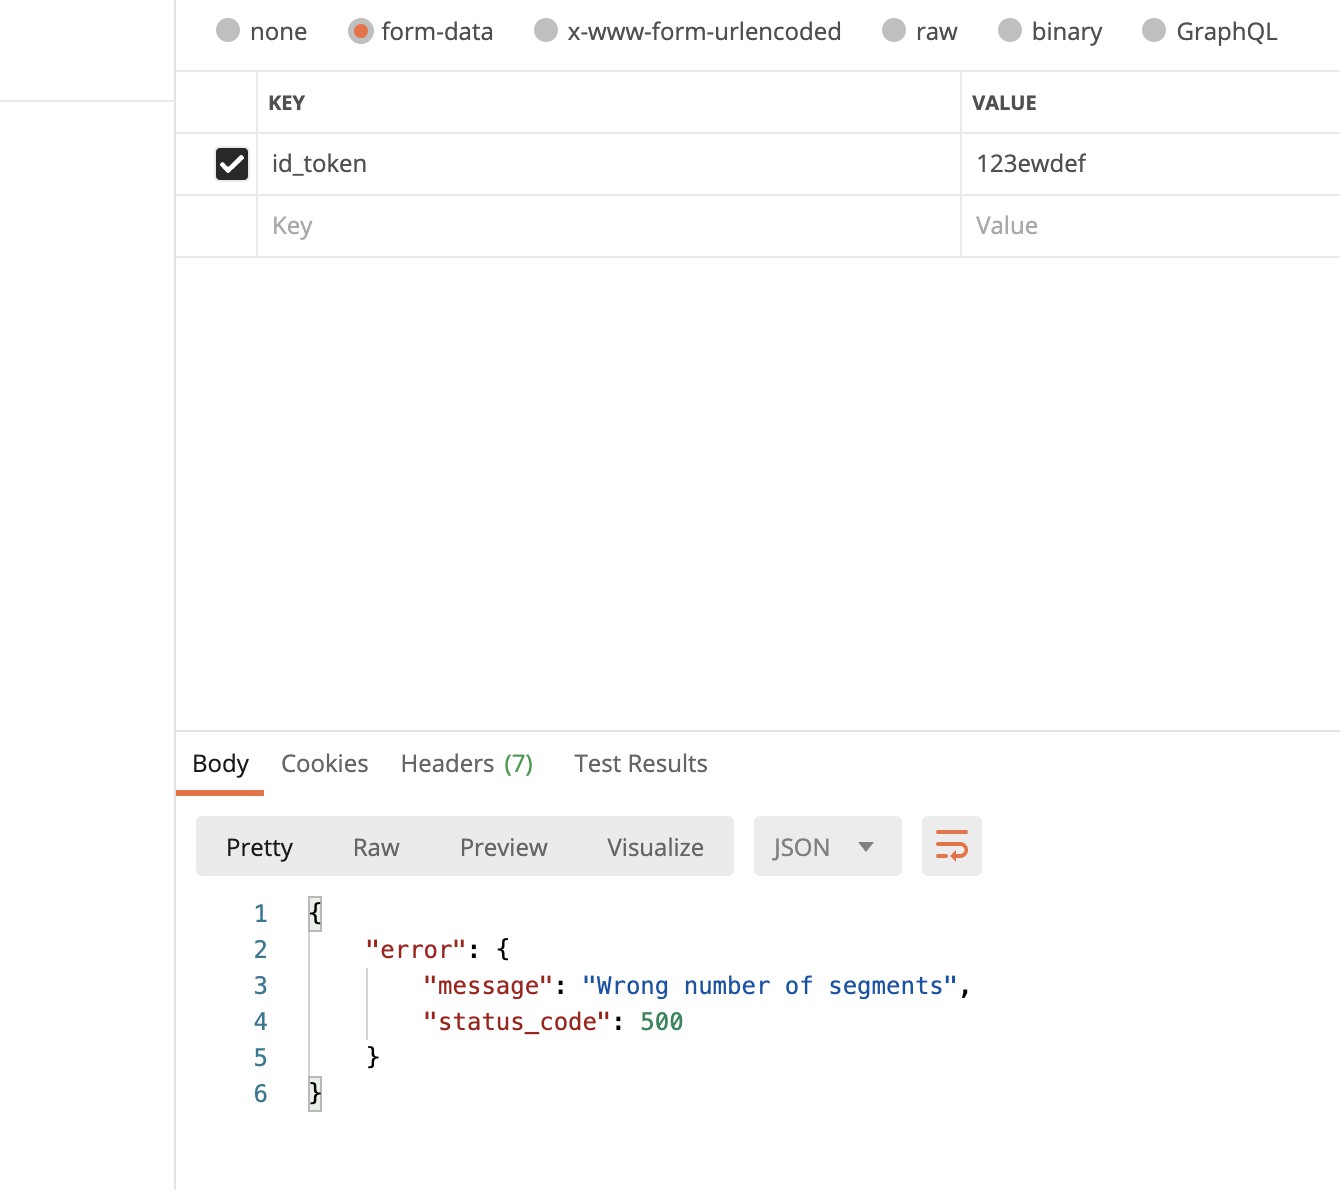 none form-data x-www-form-urlencoded raw binary GraphQL
KEY VALUE
id_token 123ewdef
Key Value
Body Cookies Headers (7) Test Results
Pretty Raw Preview Visualize JSON
1 {
2 "error": {
3 "message": "Wrong number of segments",
4 "status_code": 500
5 }
6 }